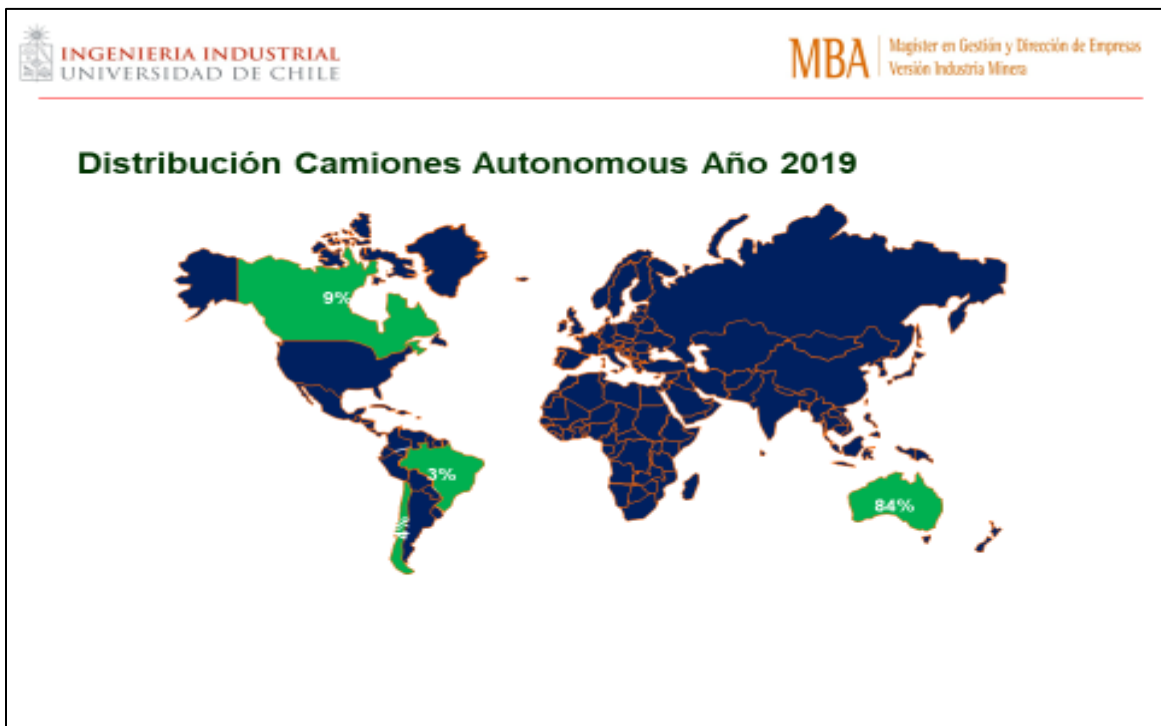 INGENIERIA INDUSTRIAL
UNIVERSIDAD DE CHILE
MBA
Magister en Gestión y Dirección de Empresas
Versión Industria Minera
Distribución Camiones Autonomous Año 2019
9%
3%
4%
84%